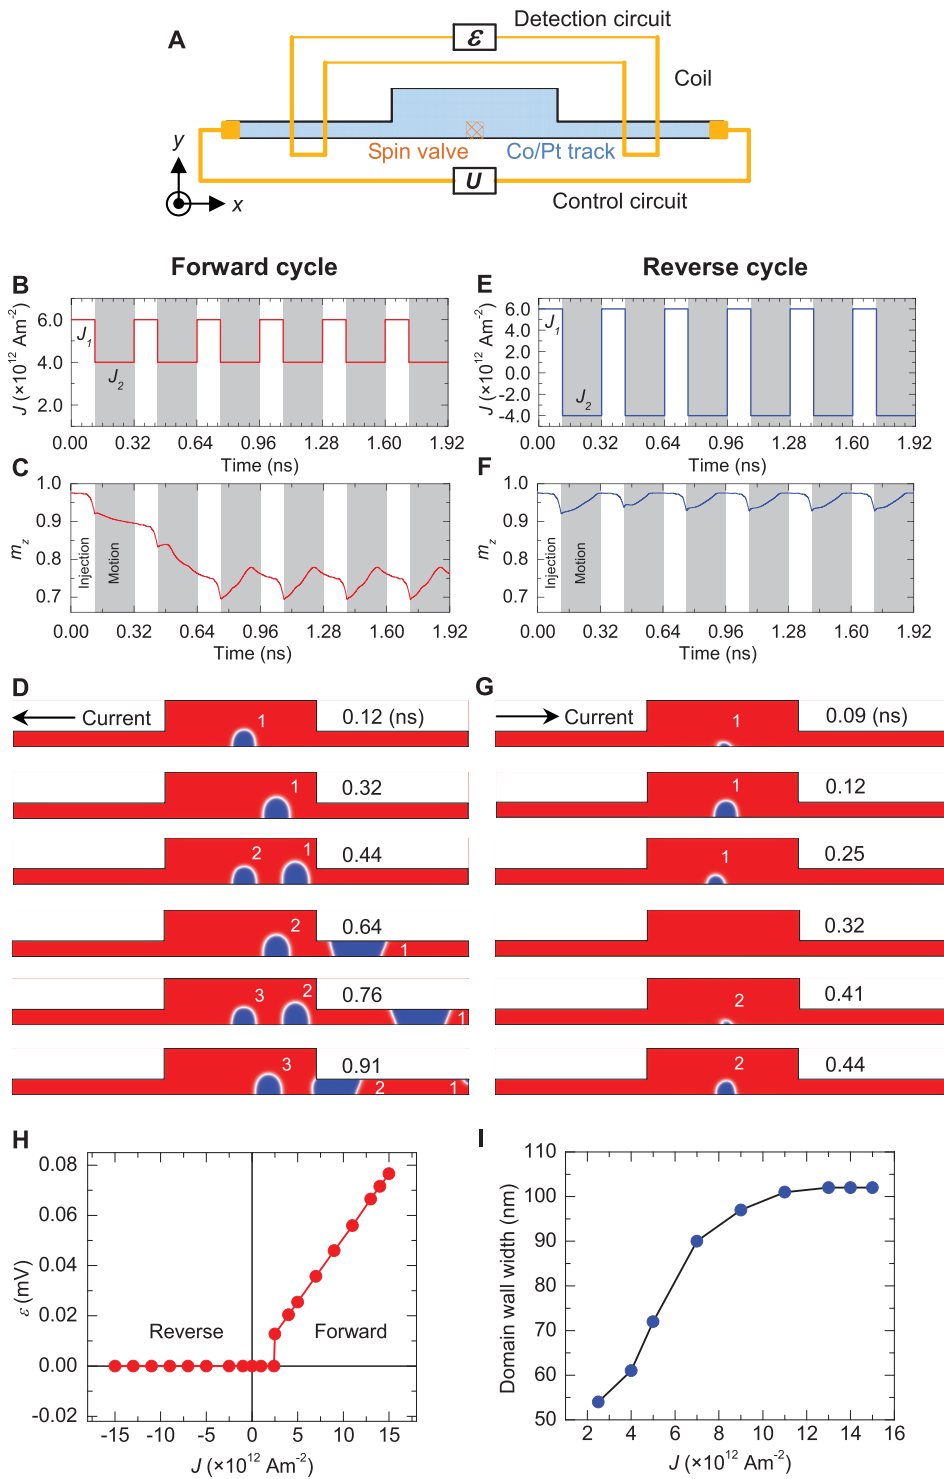 A
Detection circuit
ε
Coil
Spin valve
Co/Pt track
U
Control circuit
y
x
Forward cycle
Reverse cycle
B
J (×10¹² Am⁻²)
6.0
4.0
2.0
J₁
J₂
0.00 0.32 0.64 0.96 1.28 1.60 1.92
Time (ns)
E
J (×10¹² Am⁻²)
6.0
4.0
2.0
0.0
-2.0
-4.0
J₁
J₂
0.00 0.32 0.64 0.96 1.28 1.60 1.92
Time (ns)
C
m_z
1.0
0.9
0.8
0.7
Injection
Motion
0.00 0.32 0.64 0.96 1.28 1.60 1.92
Time (ns)
F
m_z
1.0
0.9
0.8
0.7
Injection
Motion
0.00 0.32 0.64 0.96 1.28 1.60 1.92
Time (ns)
D
Current
1
0.12 (ns)
1
0.32
2 1
0.44
2
0.64
1
3 2
0.76
1
3
0.91
2
1
G
Current
1
0.09 (ns)
1
0.12
1
0.25
0.32
2
0.41
2
0.44
H
ε (mV)
0.08
0.06
0.04
0.02
0.00
-0.02
Reverse
Forward
-15 -10 -5 0 5 10 15
J (×10¹² Am⁻²)
I
Domain wall width (nm)
110
100
90
80
70
60
50
2 4 6 8 10 12 14 16
J (×10¹² Am⁻²)